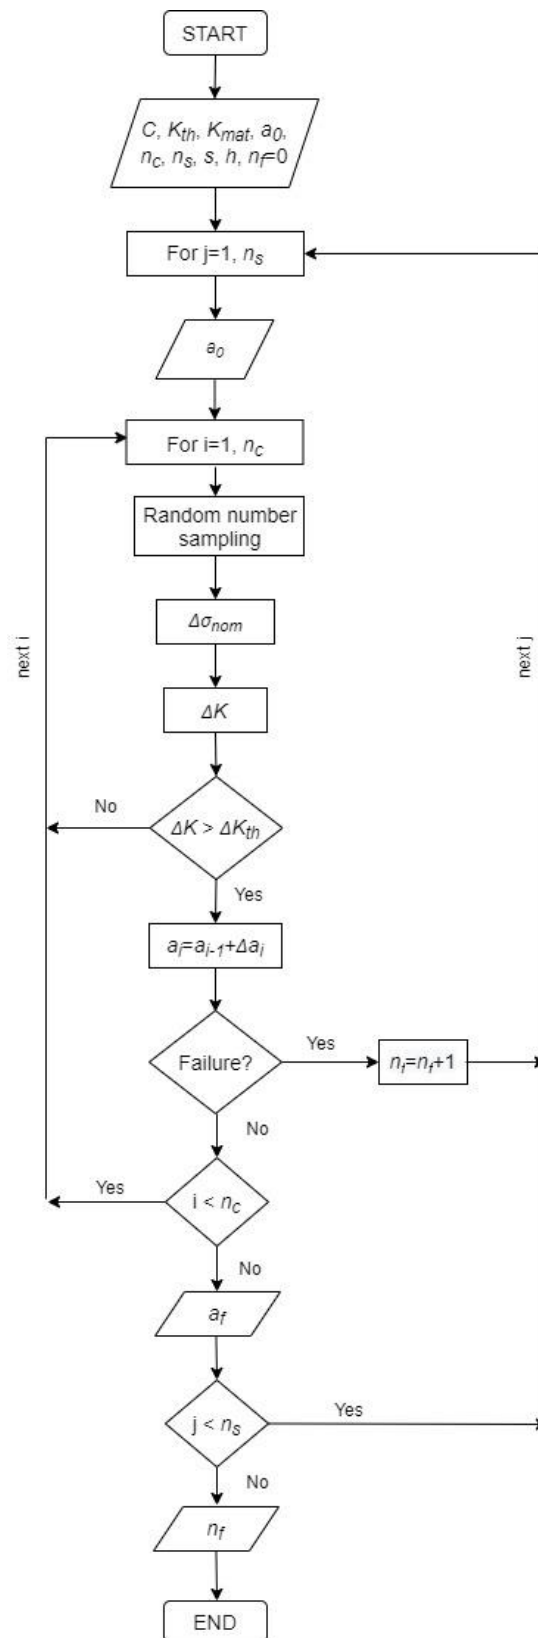 START
C, K_th, K_mat, a_0,
n_c, n_s, s, h, n_f=0
For j=1, n_s
a_0
For i=1, n_c
Random number
sampling
Δσ_nom
ΔK
ΔK > ΔK_th
No
Yes
a_i=a_{i-1}+Δa_i
Failure?
Yes
n_f=n_f+1
No
i < n_c
Yes
No
a_f
j < n_s
Yes
No
n_f
END
next i
next j